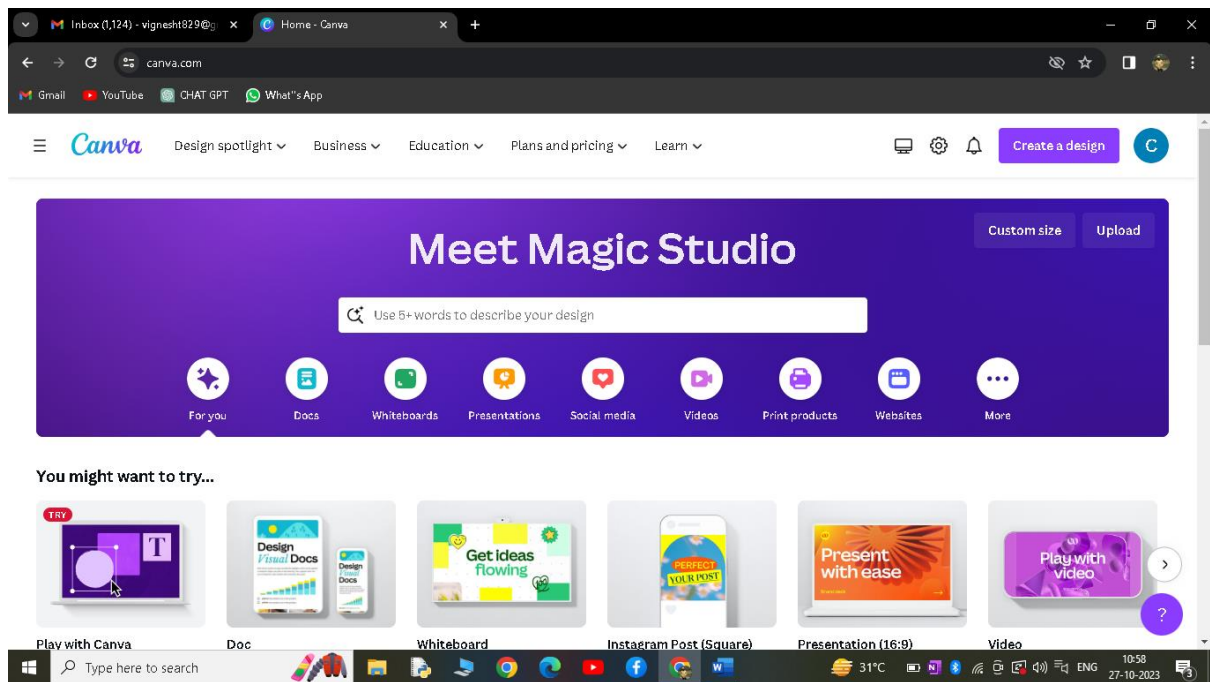 Inbox (1,124) - vignesht829@g
Home - Canva
canva.com
Gmail YouTube CHAT GPT What"s App
Canva Design spotlight Business Education Plans and pricing Learn Create a design C
Custom size Upload
Meet Magic Studio
Use 5+ words to describe your design
For you Docs Whiteboards Presentations Social media Videos Print products Websites More
You might want to try...
TRY
T
Design
Visual Docs
Design
Visual
Docs
Get ideas
flowing
PERFECT
YOUR POST
Present
with ease
Play with
video
?
Play with Canva Doc Whiteboard Instagram Post (Square) Presentation (16:9) Video
Type here to search
31°C ENG
10:58
27-10-2023
3